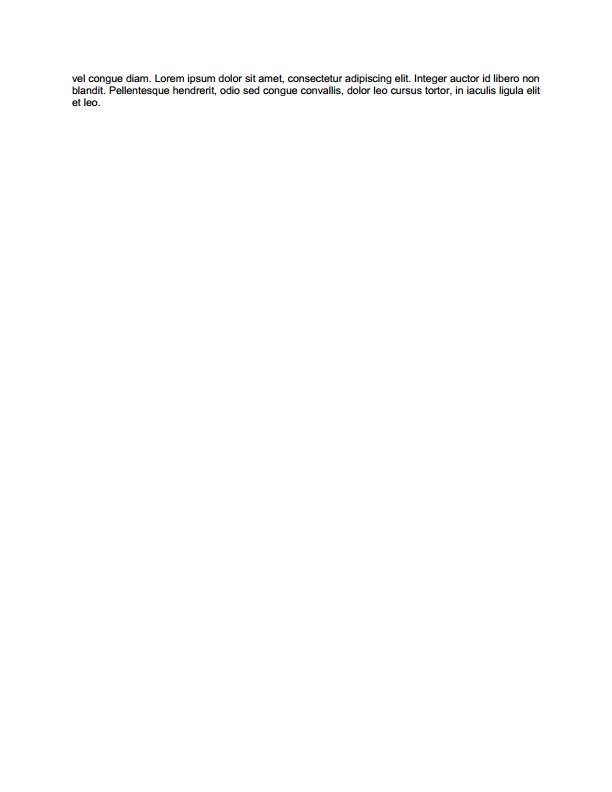 vel congue diam. Lorem ipsum dolor sit amet, consectetur adipiscing elit. Integer auctor id libero non
blandit. Pellentesque hendrerit, odio sed congue convallis, dolor leo cursus tortor, in iaculis ligula elit
et leo.